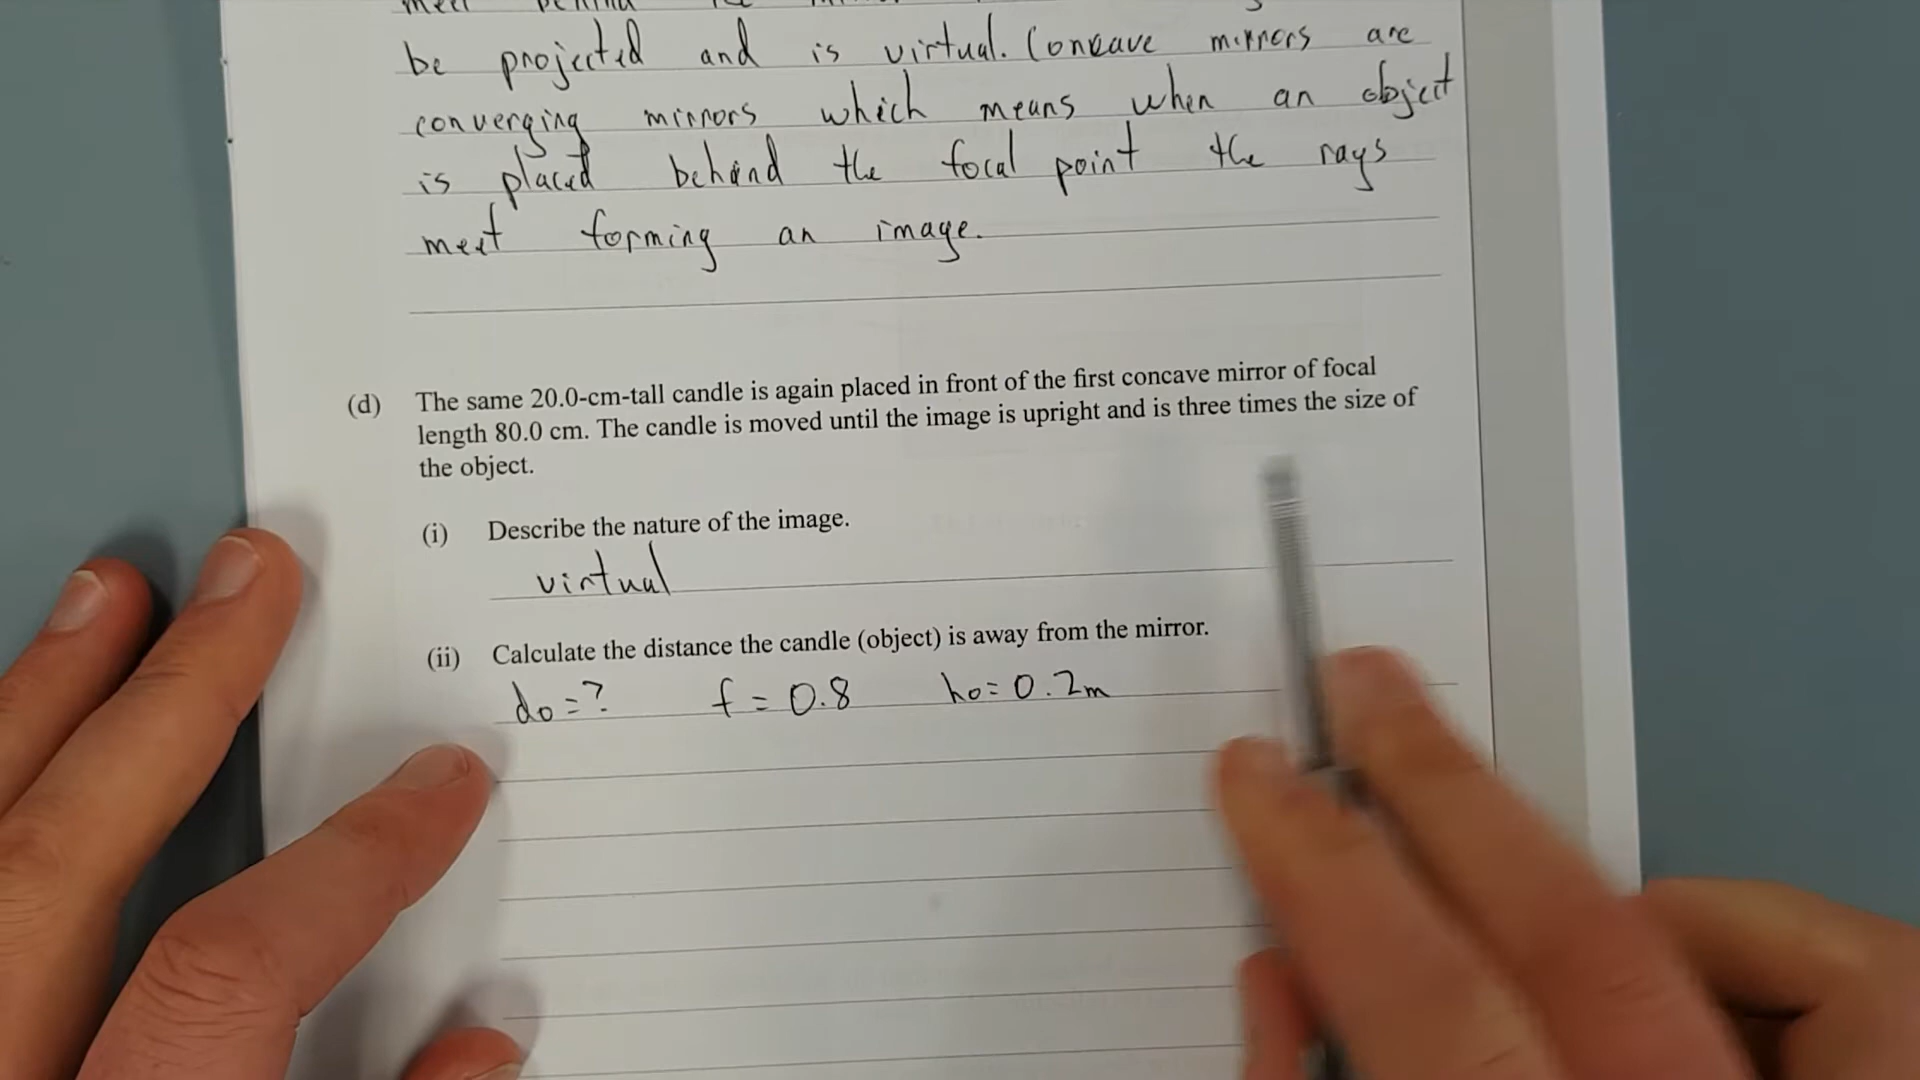 be projected and is virtual. Concave mirrors are
converging mirrors which means when an object
is placed behind the focal point the rays
meet forming an image.
(d) The same 20.0-cm-tall candle is again placed in front of the first concave mirror of focal
length 80.0 cm. The candle is moved until the image is upright and is three times the size of
the object.
(i) Describe the nature of the image.
virtual
(ii) Calculate the distance the candle (object) is away from the mirror.
do = ? f = 0.8 ho = 0.2m